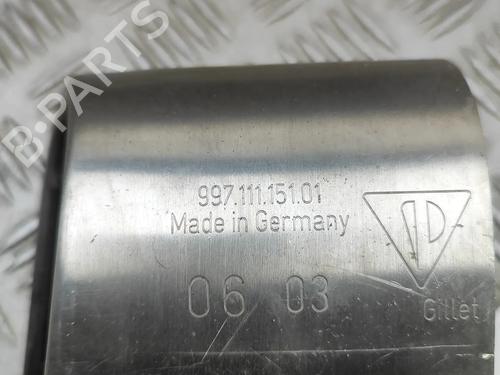 B-PARTS
997.111.151.01
Made in Germany
06 03
Gillet